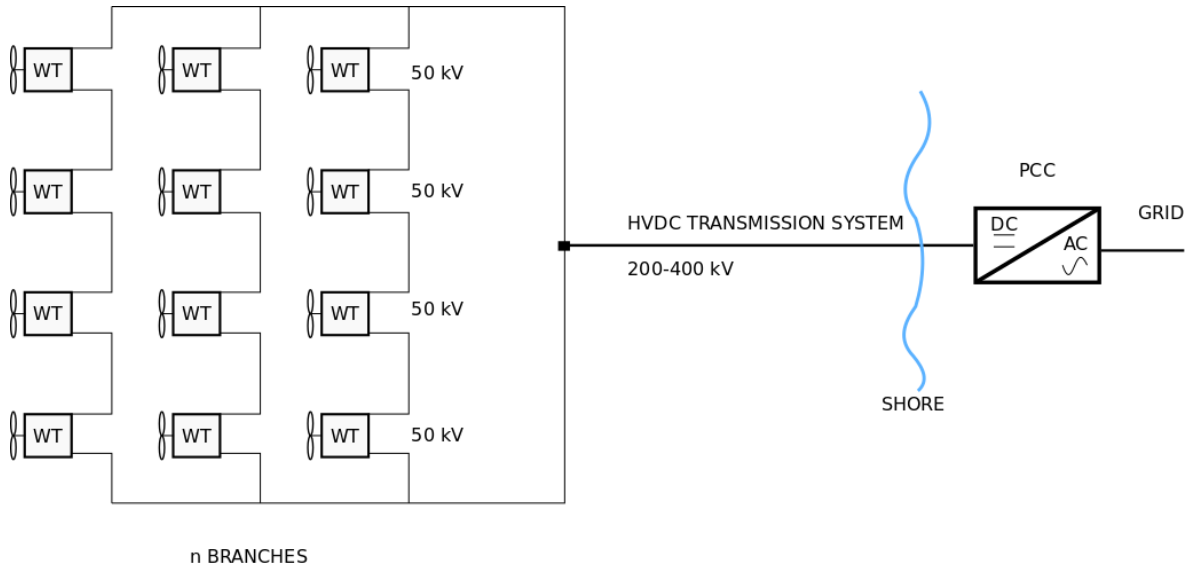 WT WT WT 50 kV
WT WT WT 50 kV
WT WT WT 50 kV
WT WT WT 50 kV
n BRANCHES
HVDC TRANSMISSION SYSTEM
200-400 kV
SHORE
PCC
DC
AC
GRID